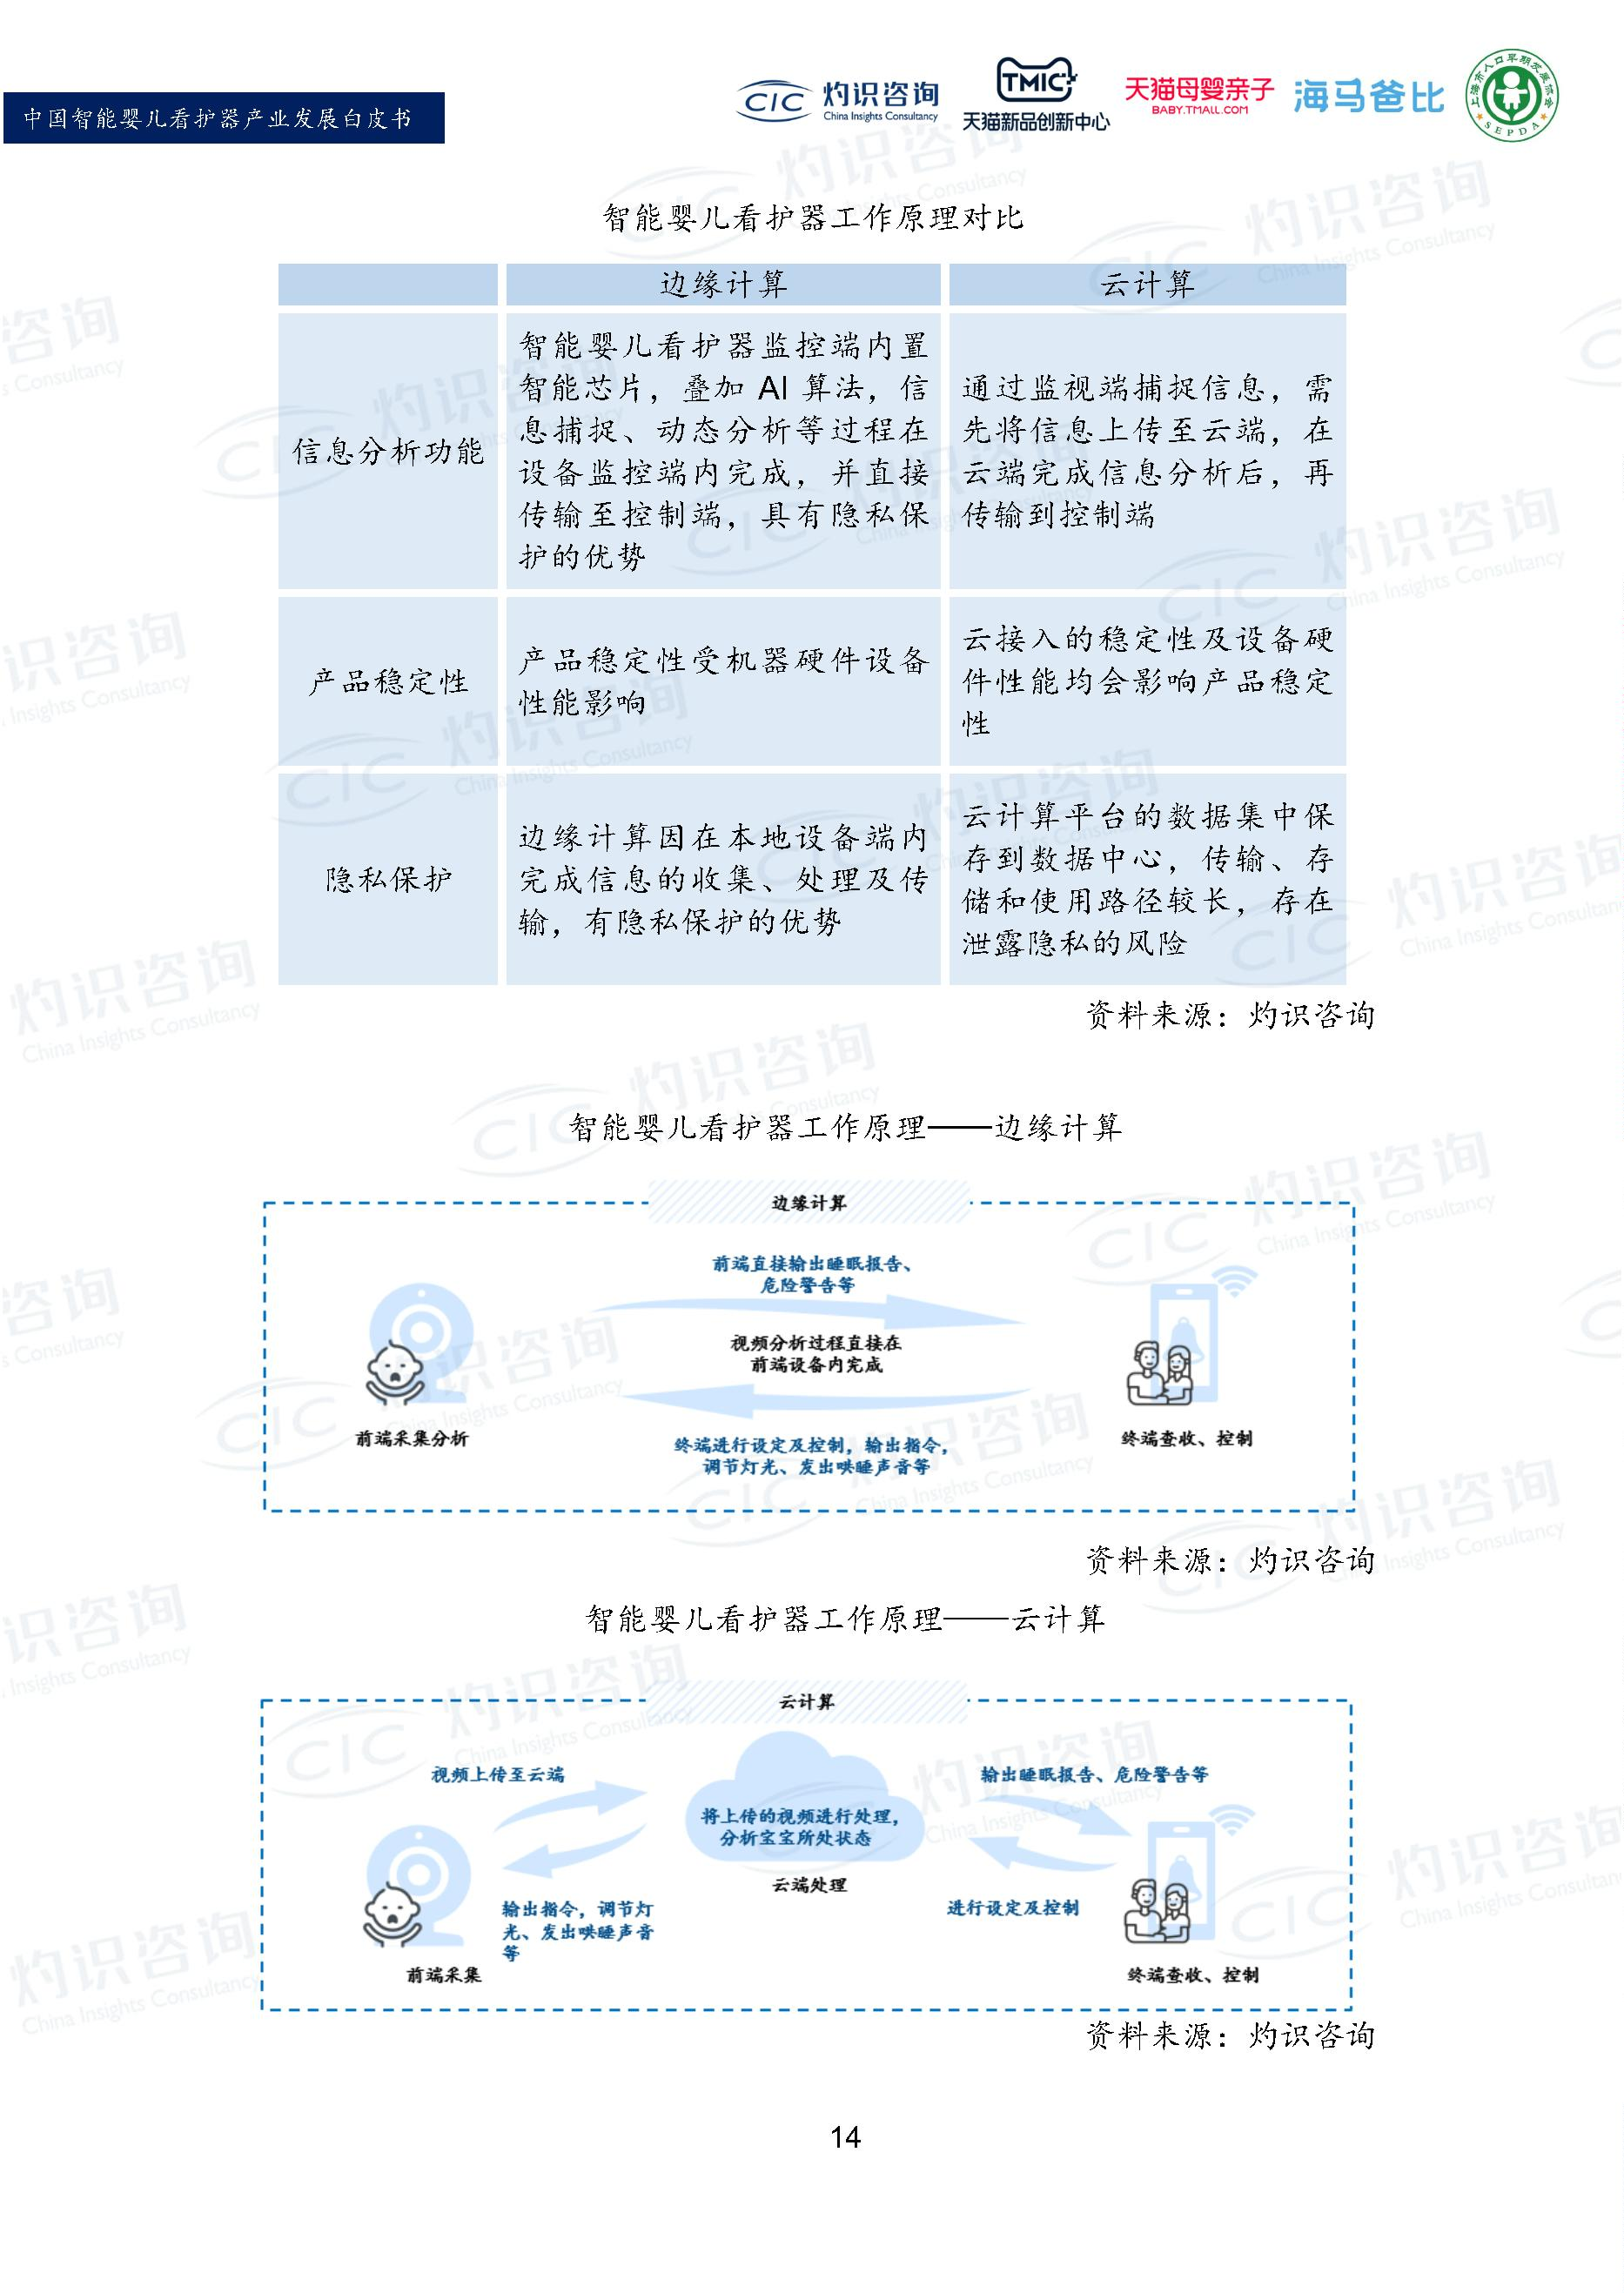 中国智能婴儿看护器产业发展白皮书
CIC 灼识咨询
China Insights Consultancy
TMIC
天猫新品创新中心
天猫母婴亲子
BABY.TMALL.COM
海马爸比
上海市人口早期发展协会
SEPDA
智能婴儿看护器工作原理对比
边缘计算
云计算
信息分析功能
智能婴儿看护器监控端内置
智能芯片，叠加 AI 算法，信
息捕捉、动态分析等过程在
设备监控端内完成，并直接
传输至控制端，具有隐私保
护的优势
通过监视端捕捉信息，需
先将信息上传至云端，在
云端完成信息分析后，再
传输到控制端
产品稳定性
产品稳定性受机器硬件设备
性能影响
云接入的稳定性及设备硬
件性能均会影响产品稳定
性
隐私保护
边缘计算因在本地设备端内
完成信息的收集、处理及传
输，有隐私保护的优势
云计算平台的数据集中保
存到数据中心，传输、存
储和使用路径较长，存在
泄露隐私的风险
资料来源：灼识咨询
智能婴儿看护器工作原理——边缘计算
边缘计算
前端直接输出睡眠报告、
危险警告等
视频分析过程直接在
前端设备内完成
前端采集分析
终端进行设定及控制，输出指令，
调节灯光、发出哄睡声音等
终端查收、控制
资料来源：灼识咨询
智能婴儿看护器工作原理——云计算
云计算
视频上传至云端
输出睡眠报告、危险警告等
将上传的视频进行处理，
分析宝宝所处状态
云端处理
输出指令，调节灯
光、发出哄睡声音
等
进行设定及控制
前端采集
终端查收、控制
资料来源：灼识咨询
14